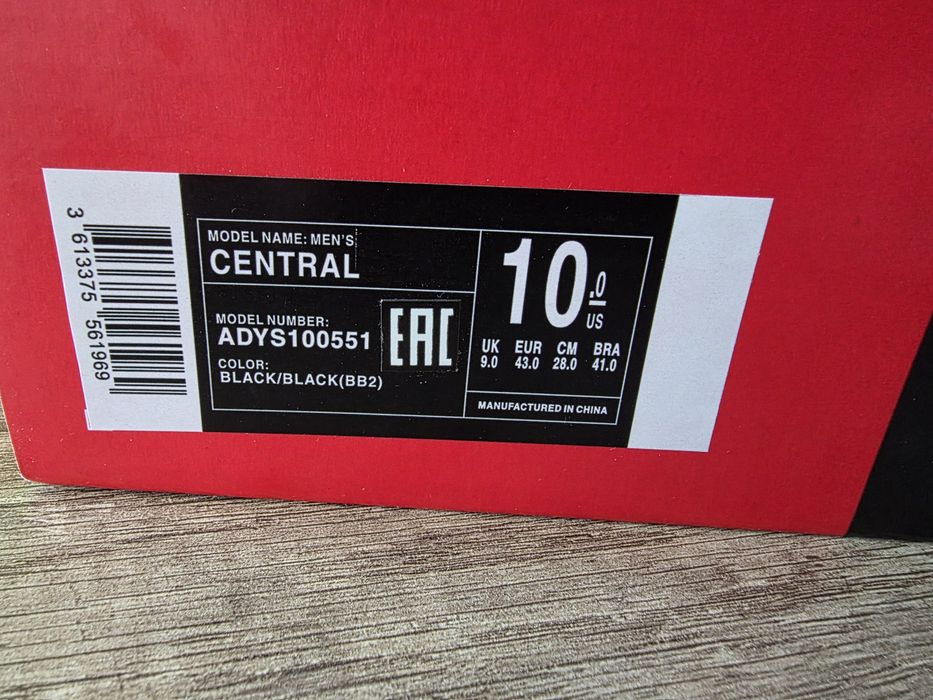 3 613375 561969
MODEL NAME: MEN'S
CENTRAL
MODEL NUMBER:
ADYS100551
COLOR:
BLACK/BLACK(BB2)
EAC
10.0
US
UK EUR CM BRA
9.0 43.0 28.0 41.0
MANUFACTURED IN CHINA